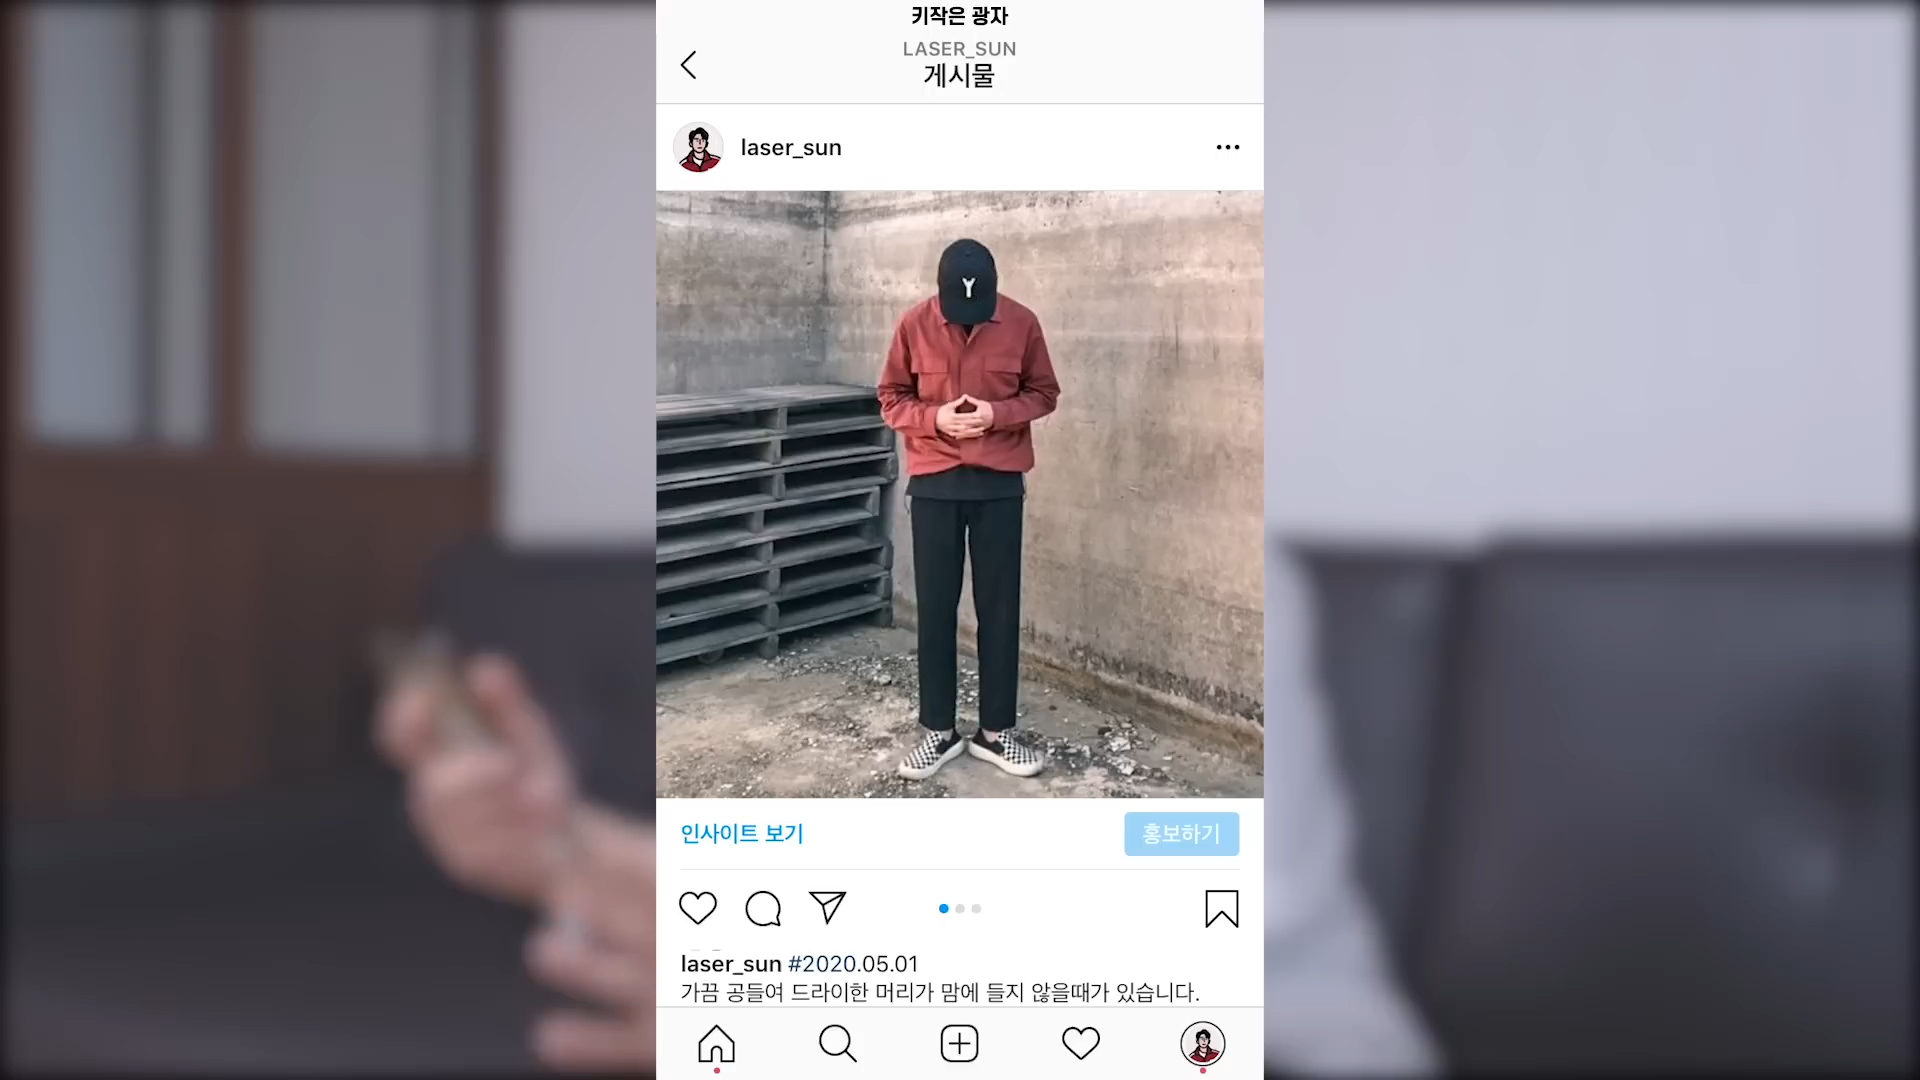 키작은 광자
LASER_SUN
게시물
laser_sun
Y
인사이트 보기
홍보하기
laser_sun #2020.05.01
가끔 공들여 드라이한 머리가 맘에 들지 않을때가 있습니다.